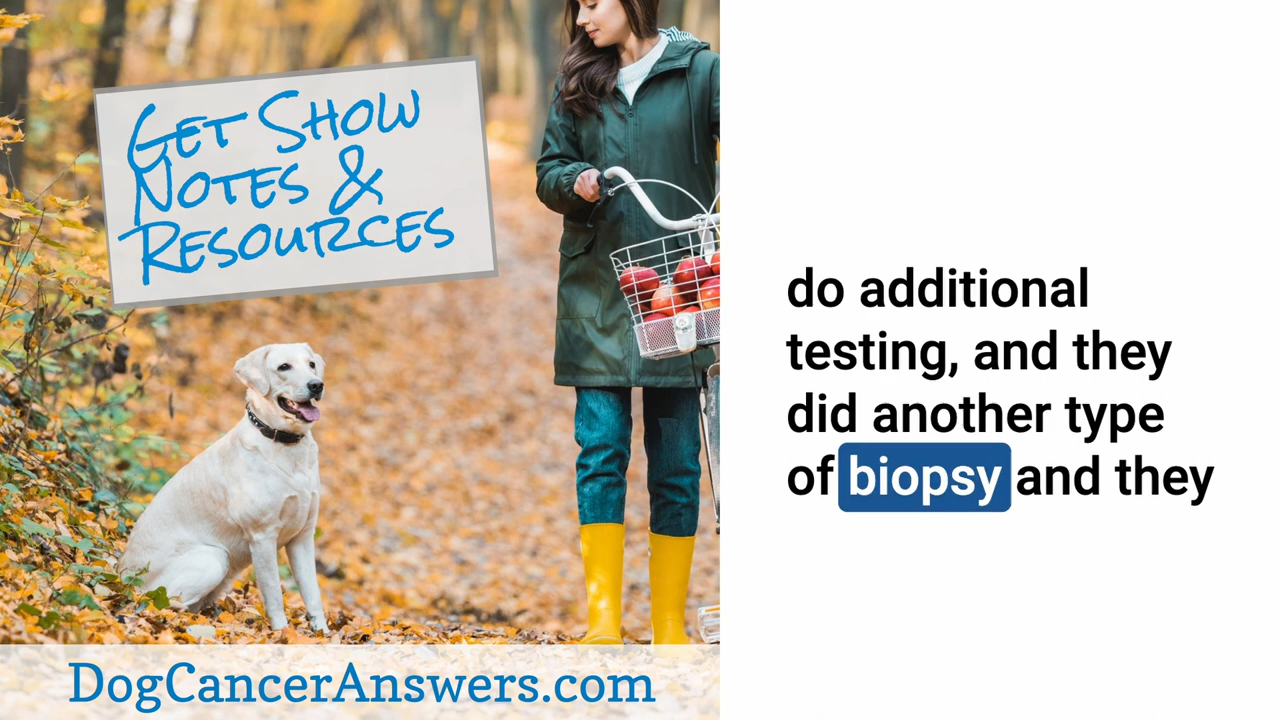 Get Show
Notes &
Resources
DogCancerAnswers.com
do additional
testing, and they
did another type
of biopsy and they